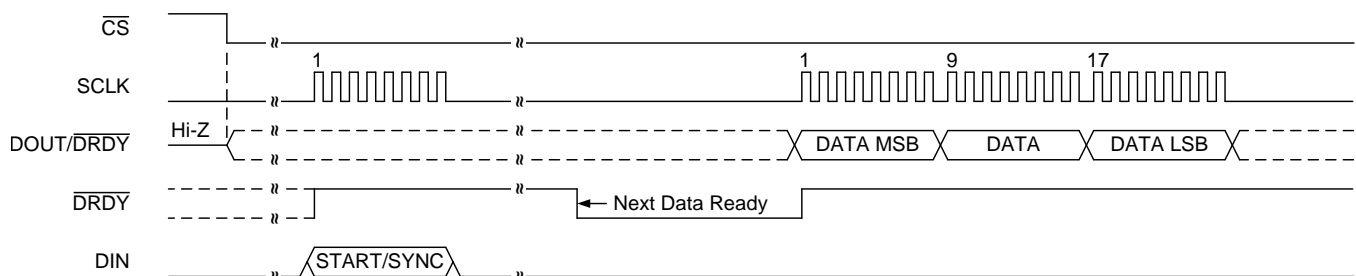 CS
1
1
9
17
SCLK
Hi-Z
DOUT/DRDY
DATA MSB
DATA
DATA LSB
DRDY
Next Data Ready
DIN
START/SYNC